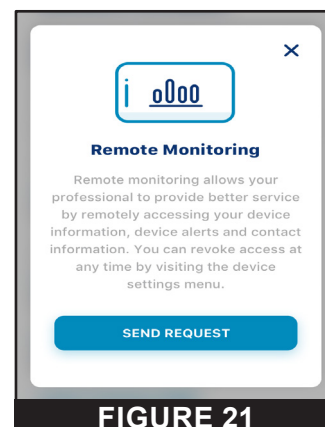 Remote Monitoring
Remote monitoring allows your
professional to provide better service
by remotely accessing your device
information, device alerts and contact
information. You can revoke access at
any time by visiting the device
settings menu.
SEND REQUEST
FIGURE 21